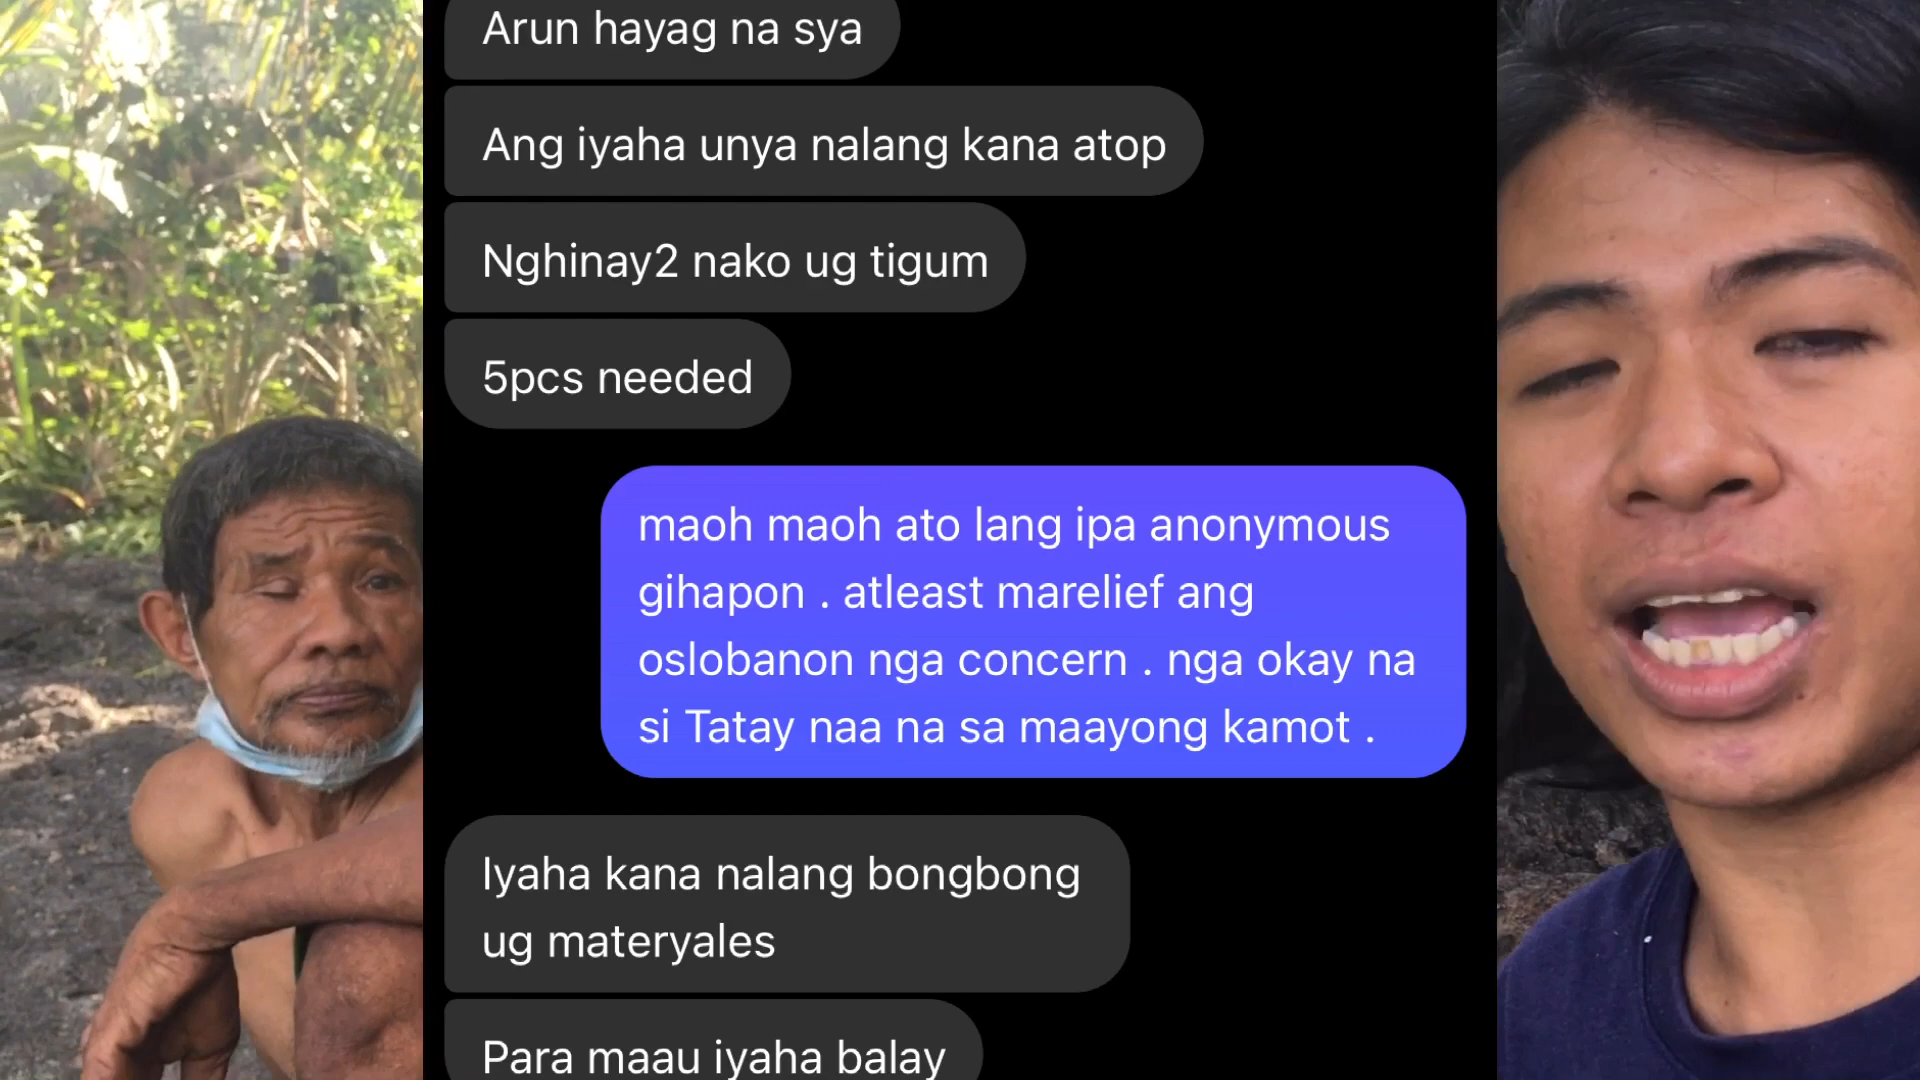 Arun hayag na sya
Ang iyaha unya nalang kana atop
Nghinay2 nako ug tigum
5pcs needed
maoh maoh ato lang ipa anonymous
gihapon . atleast marelief ang
oslobanon nga concern . nga okay na
si Tatay naa na sa maayong kamot .
Iyaha kana nalang bongbong
ug materyales
Para maau iyaha balay